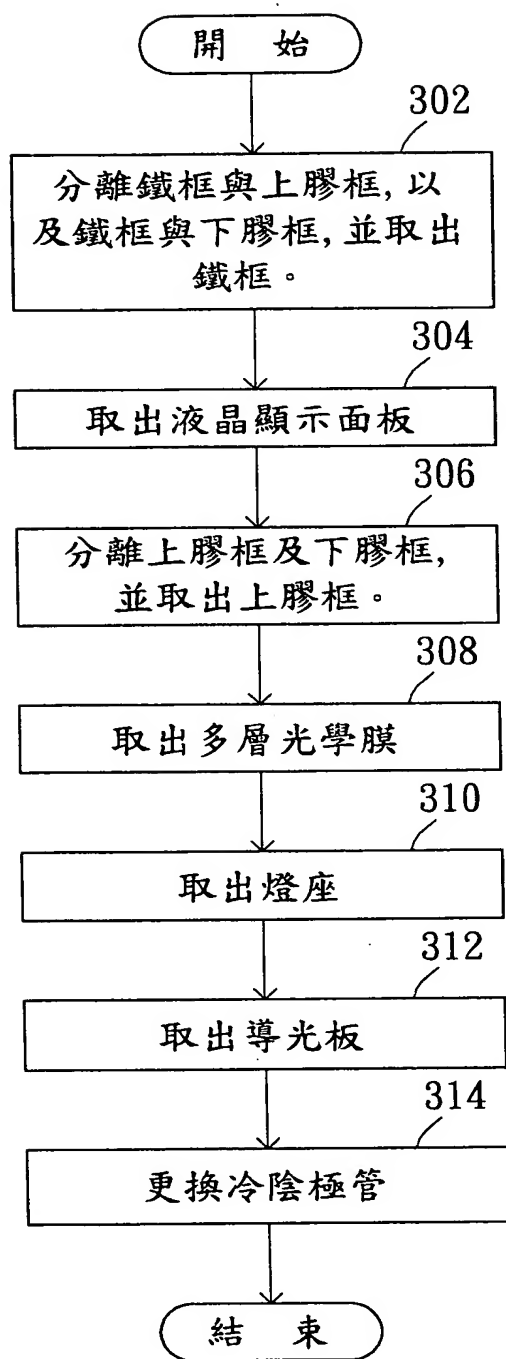 開 始
302
分離鐵框與上膠框, 以
及鐵框與下膠框, 並取出
鐵框。
304
取出液晶顯示面板
306
分離上膠框及下膠框,
並取出上膠框。
308
取出多層光學膜
310
取出燈座
312
取出導光板
314
更換冷陰極管
結 束